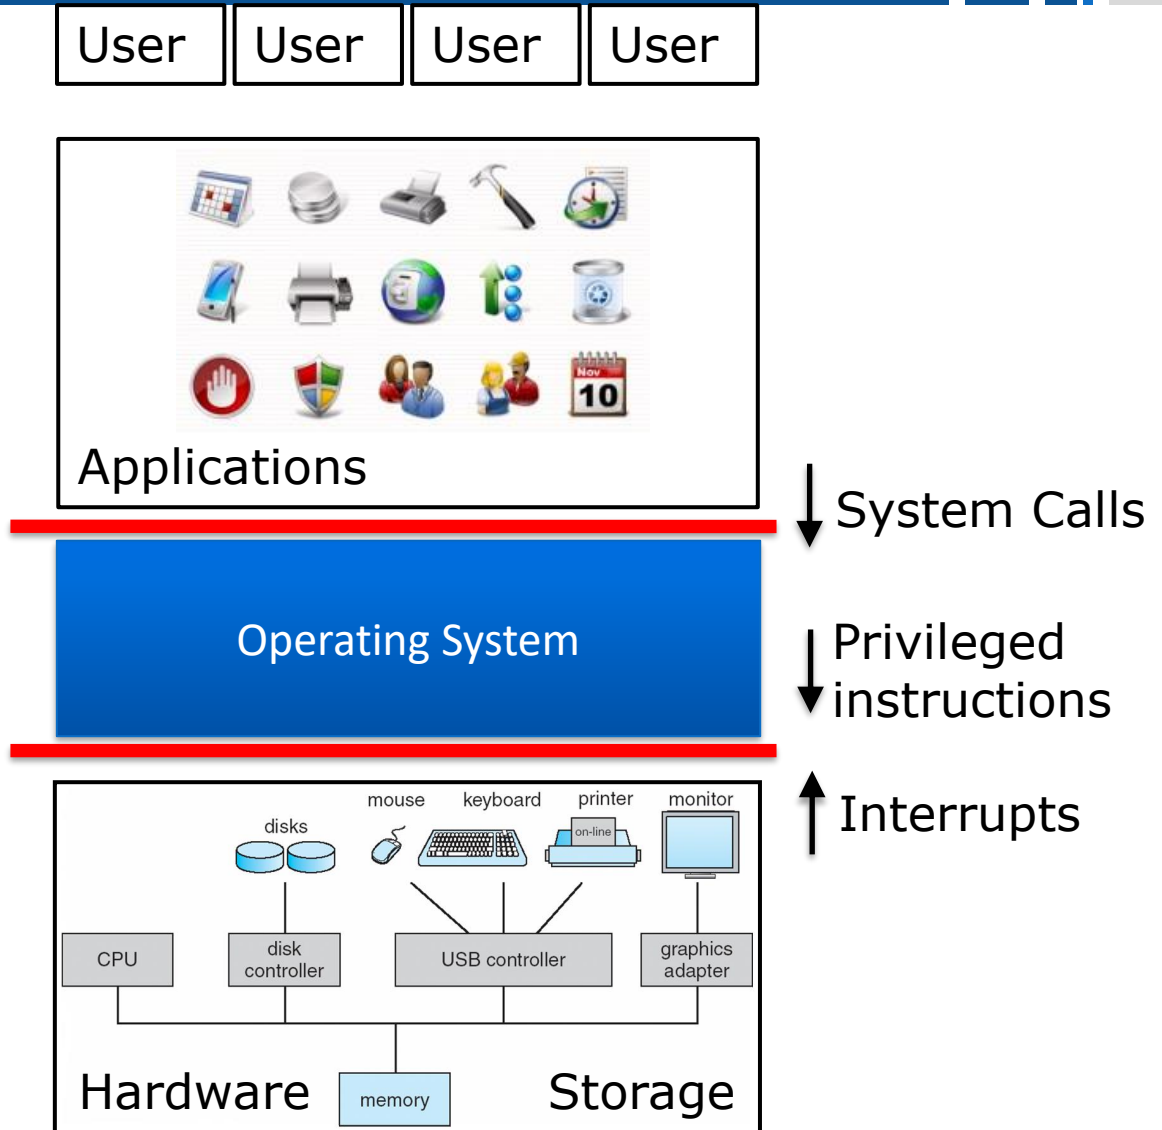 User User User User
Nov
10
Applications
System Calls
Operating System
Privileged
instructions
Interrupts
mouse keyboard printer monitor
disks
on-line
CPU
disk
controller
USB controller
graphics
adapter
Hardware
memory
Storage